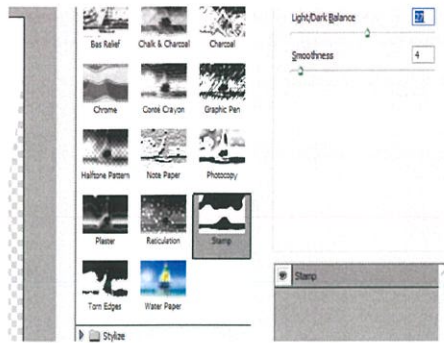 Bas Relief Chalk & Charcoal Charcoal
Chrome Conté Crayon Graphic Pen
Halftone Pattern Note Paper Photocopy
Plaster Reticulation Stamp
Torn Edges Water Paper
Stylize
Light/Dark Balance 27
Smoothness 4
Stamp